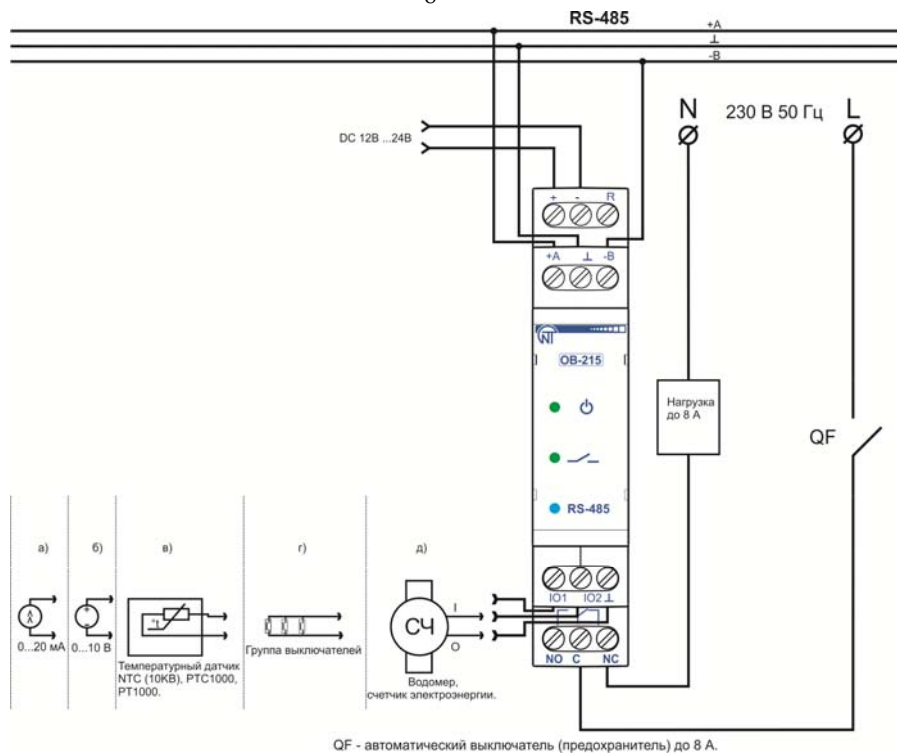 RS-485
+A
⊥
-B
N 230 В 50 Гц L
DC 12В ...24В
+ - R
+A ⊥ -B
NT
OB-215
Нагрузка
до 8 А
QF
RS-485
а) б) в) г) д)
IO1 IO2 ⊥
I
СЧ
O
0...20 мА
0...10 В
t
Группа выключателей
NO C NC
Температурный датчик
NTC (10KB), PTC1000,
PT1000.
Водомер,
счетчик электроэнергии.
QF - автоматический выключатель (предохранитель) до 8 А.